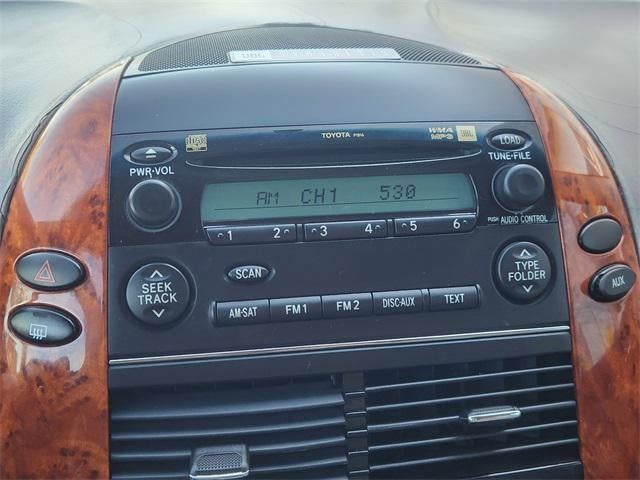 JBL
TOYOTA
WMA
MP3 JBL
LOAD
PWR·VOL
TUNE·FILE
AM CH1 530
PUSH AUDIO CONTROL
1 2 3 4 5 6
SCAN
SEEK
TRACK
TYPE
FOLDER
AUX
AM·SAT FM1 FM2 DISC·AUX TEXT